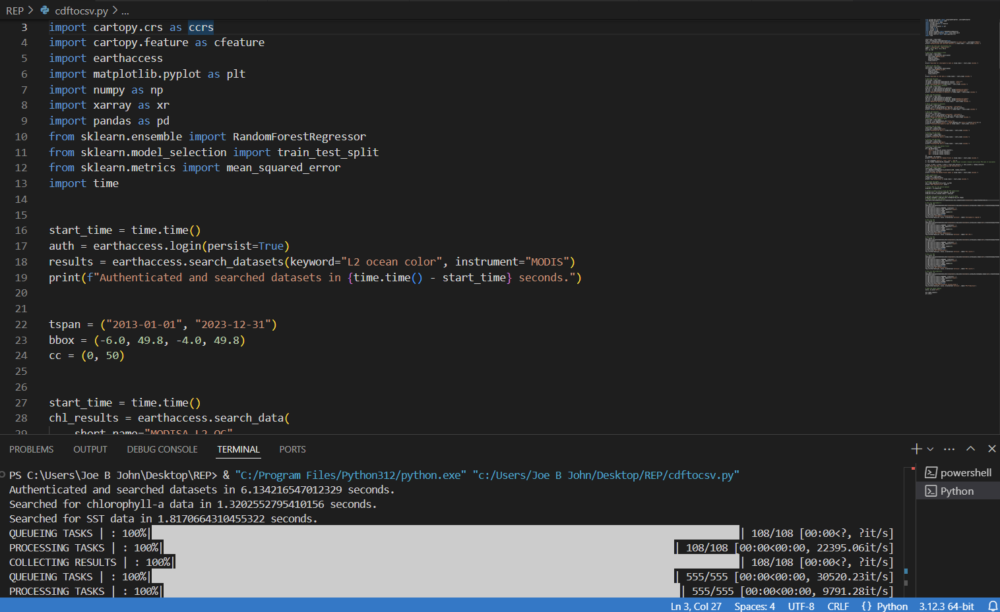 REP > cdftocsv.py > ...
3 import cartopy.crs as ccrs
4 import cartopy.feature as cfeature
5 import earthaccess
6 import matplotlib.pyplot as plt
7 import numpy as np
8 import xarray as xr
9 import pandas as pd
10 from sklearn.ensemble import RandomForestRegressor
11 from sklearn.model_selection import train_test_split
12 from sklearn.metrics import mean_squared_error
13 import time
14
15
16 start_time = time.time()
17 auth = earthaccess.login(persist=True)
18 results = earthaccess.search_datasets(keyword="L2 ocean color", instrument="MODIS")
19 print(f"Authenticated and searched datasets in {time.time() - start_time} seconds.")
20
21
22 tspan = ("2013-01-01", "2023-12-31")
23 bbox = (-6.0, 49.8, -4.0, 49.8)
24 cc = (0, 50)
25
26
27 start_time = time.time()
28 chl_results = earthaccess.search_data(
29 short_name="MODISA_L2_OC",
PROBLEMS OUTPUT DEBUG CONSOLE TERMINAL PORTS
PS C:\Users\Joe B John\Desktop\REP> & "C:/Program Files/Python312/python.exe" "c:/Users/Joe B John/Desktop/REP/cdftocsv.py"
Authenticated and searched datasets in 6.134216547012329 seconds.
Searched for chlorophyll-a data in 1.3202552795410156 seconds.
Searched for SST data in 1.8170664310455322 seconds.
QUEUEING TASKS | : 100%| | 108/108 [00:00<?, ?it/s]
PROCESSING TASKS | : 100%| | 108/108 [00:00<00:00, 22395.06it/s]
COLLECTING RESULTS | : 100%| | 108/108 [00:00<?, ?it/s]
QUEUEING TASKS | : 100%| | 555/555 [00:00<00:00, 30520.23it/s]
PROCESSING TASKS | : 100%| | 555/555 [00:00<00:00, 9791.28it/s]
powershell
Python
Ln 3, Col 27 Spaces: 4 UTF-8 CRLF {} Python 3.12.3 64-bit